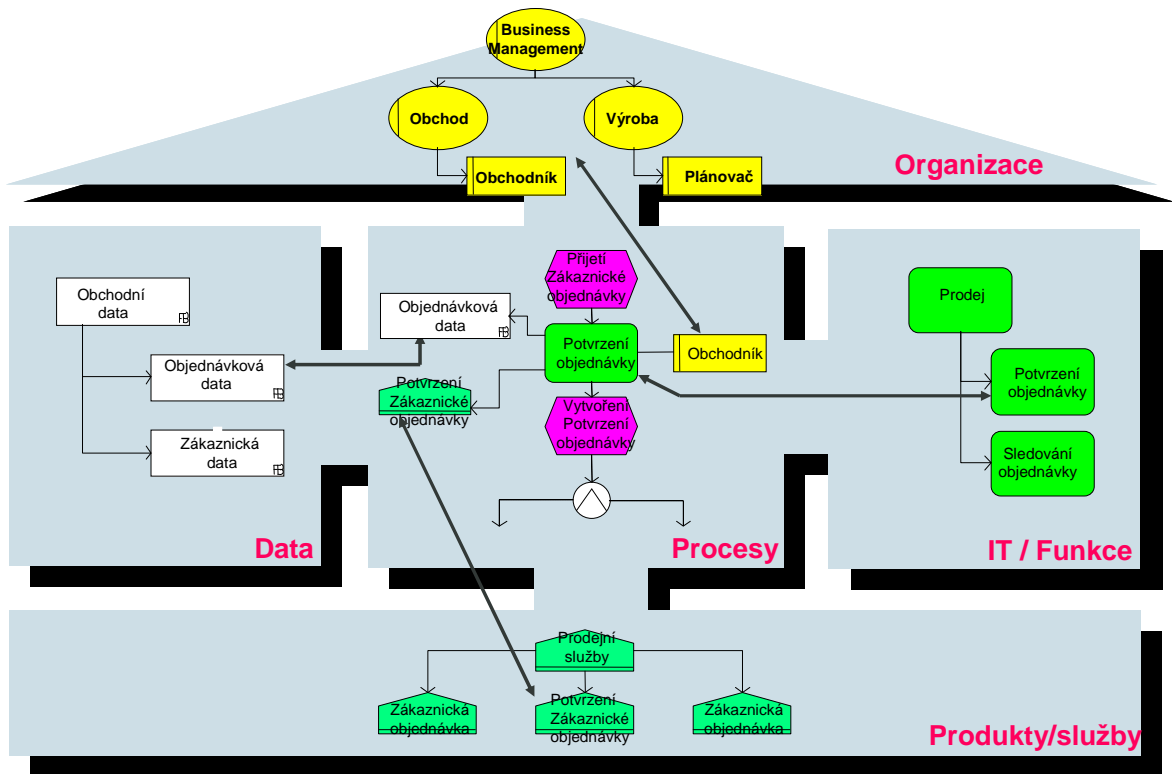 Business
Management
Obchod
Výroba
Obchodník
Plánovač
Organizace
Obchodní
data
Objednávková
data
Zákaznická
data
Data
Přijetí
Zákaznické
objednávky
Objednávková
data
Potvrzení
objednávky
Obchodník
Potvrzení
Zákaznické
objednávky
Vytvoření
Potvrzení
objednávky
Procesy
Prodej
Potvrzení
objednávky
Sledování
objednávky
IT / Funkce
Prodejní
služby
Zákaznická
objednávka
Potvrzení
Zákaznické
objednávky
Zákaznická
objednávka
Produkty/služby